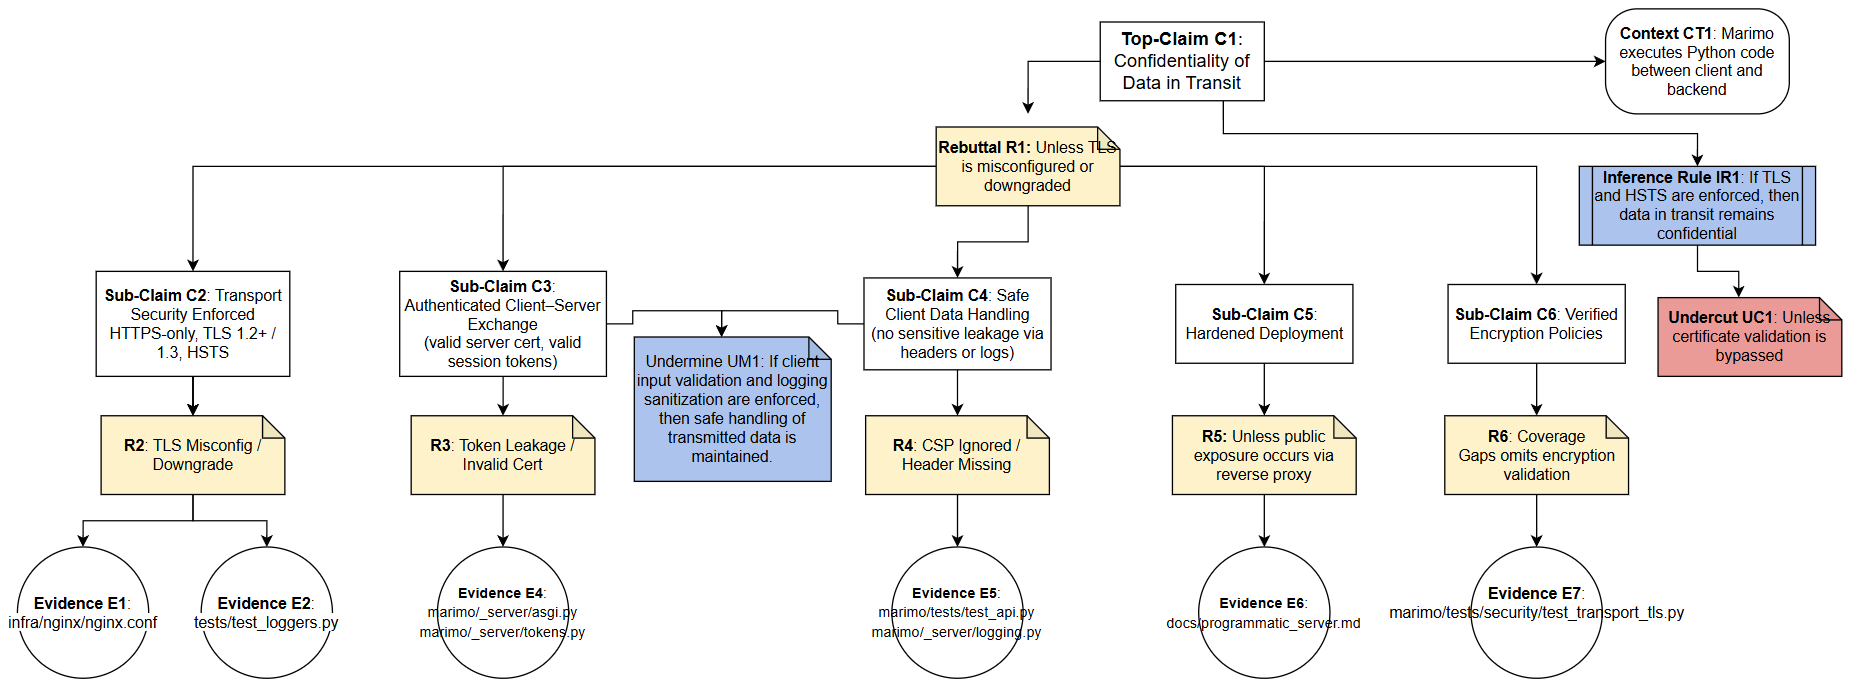 Top-Claim C1:
Confidentiality of
Data in Transit
Context CT1: Marimo
executes Python code
between client and
backend
Rebuttal R1: Unless TLS
is misconfigured or
downgraded
Inference Rule IR1: If TLS
and HSTS are enforced, then
data in transit remains
confidential
Sub-Claim C2: Transport
Security Enforced
HTTPS-only, TLS 1.2+ /
1.3, HSTS
Sub-Claim C3:
Authenticated Client–Server
Exchange
(valid server cert, valid
session tokens)
Sub-Claim C4: Safe
Client Data Handling
(no sensitive leakage via
headers or logs)
Sub-Claim C5:
Hardened Deployment
Sub-Claim C6: Verified
Encryption Policies
Undercut UC1: Unless
certificate validation is
bypassed
Undermine UM1: If client
input validation and logging
sanitization are enforced,
then safe handling of
transmitted data is
maintained.
R2: TLS Misconfig /
Downgrade
R3: Token Leakage /
Invalid Cert
R4: CSP Ignored /
Header Missing
R5: Unless public
exposure occurs via
reverse proxy
R6: Coverage
Gaps omits encryption
validation
Evidence E1:
infra/nginx/nginx.conf
Evidence E2:
tests/test_loggers.py
Evidence E4:
marimo/_server/asgi.py
marimo/_server/tokens.py
Evidence E5:
marimo/tests/test_api.py
marimo/_server/logging.py
Evidence E6:
docs/programmatic_server.md
Evidence E7:
marimo/tests/security/test_transport_tls.py